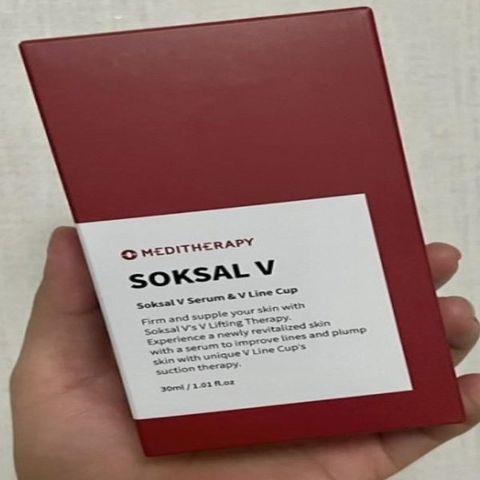 MEDITHERAPY
SOKSAL V
Soksal V Serum & V Line Cup
Firm and supple your skin with
Soksal V's V Lifting Therapy.
Experience a newly revitalized skin
with a serum to improve lines and plump
skin with unique V Line Cup's
suction therapy.
30ml / 1.01 fl.oz